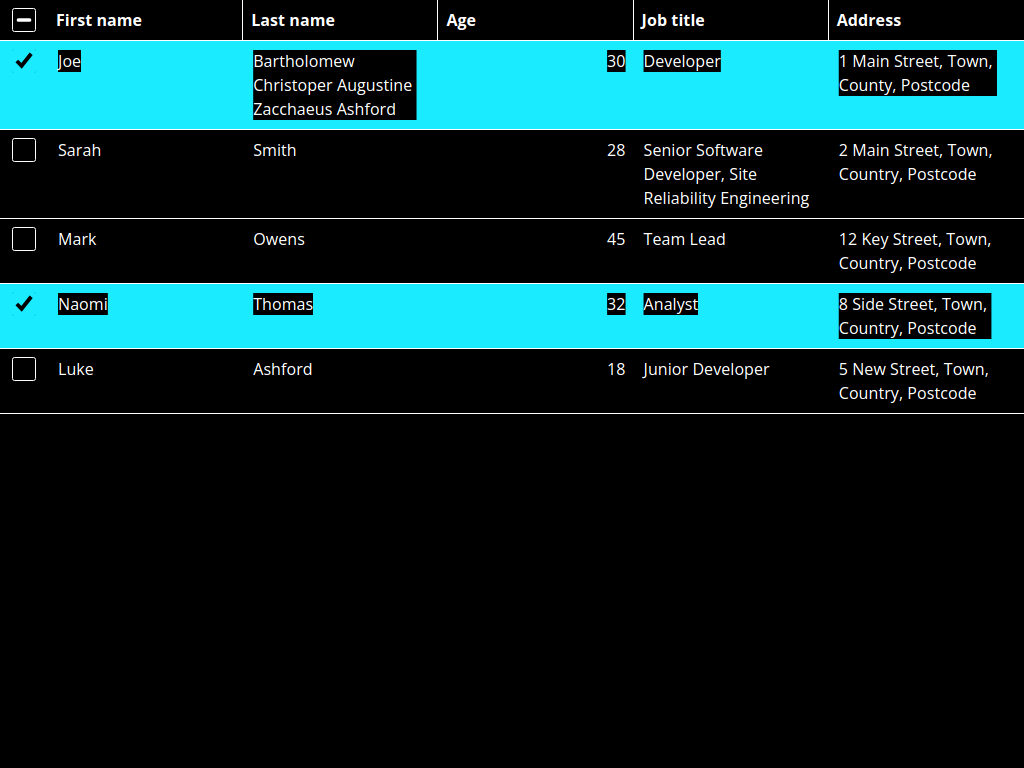 First name Last name Age Job title Address
Joe Bartholomew 30 Developer 1 Main Street, Town,
Christoper Augustine County, Postcode
Zacchaeus Ashford
Sarah Smith 28 Senior Software 2 Main Street, Town,
Developer, Site Country, Postcode
Reliability Engineering
Mark Owens 45 Team Lead 12 Key Street, Town,
Country, Postcode
Naomi Thomas 32 Analyst 8 Side Street, Town,
Country, Postcode
Luke Ashford 18 Junior Developer 5 New Street, Town,
Country, Postcode